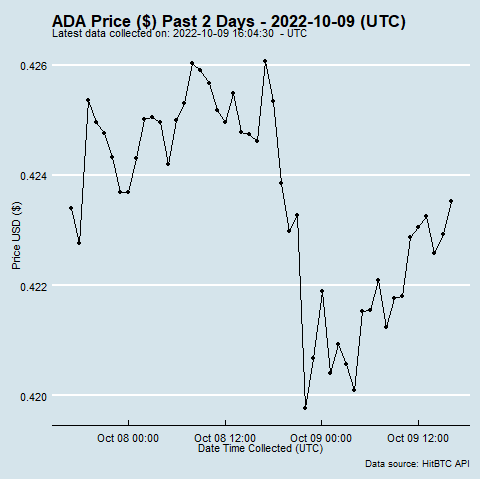 ADA Price ($) Past 2 Days - 2022-10-09 (UTC)
Latest data collected on: 2022-10-09 16:04:30 - UTC
0.426
0.424
0.422
0.420
Price USD ($)
Oct 08 00:00
Oct 08 12:00
Oct 09 00:00
Oct 09 12:00
Date Time Collected (UTC)
Data source: HitBTC API